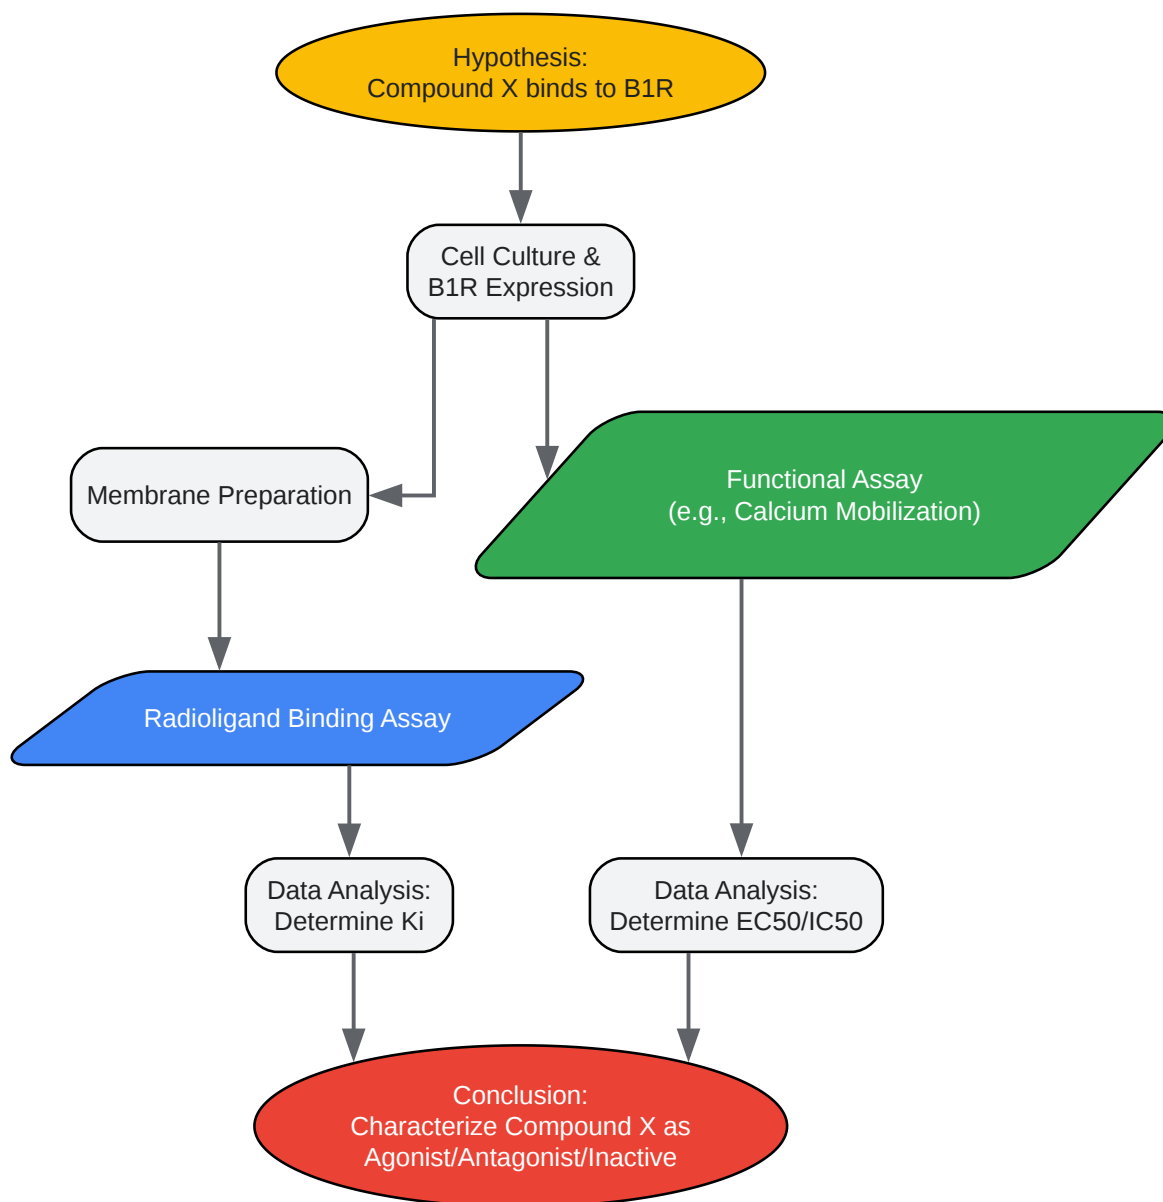 Hypothesis:
Compound X binds to B1R
Cell Culture &
B1R Expression
Membrane Preparation
Functional Assay
(e.g., Calcium Mobilization)
Radioligand Binding Assay
Data Analysis:
Determine Ki
Data Analysis:
Determine EC50/IC50
Conclusion:
Characterize Compound X as
Agonist/Antagonist/Inactive